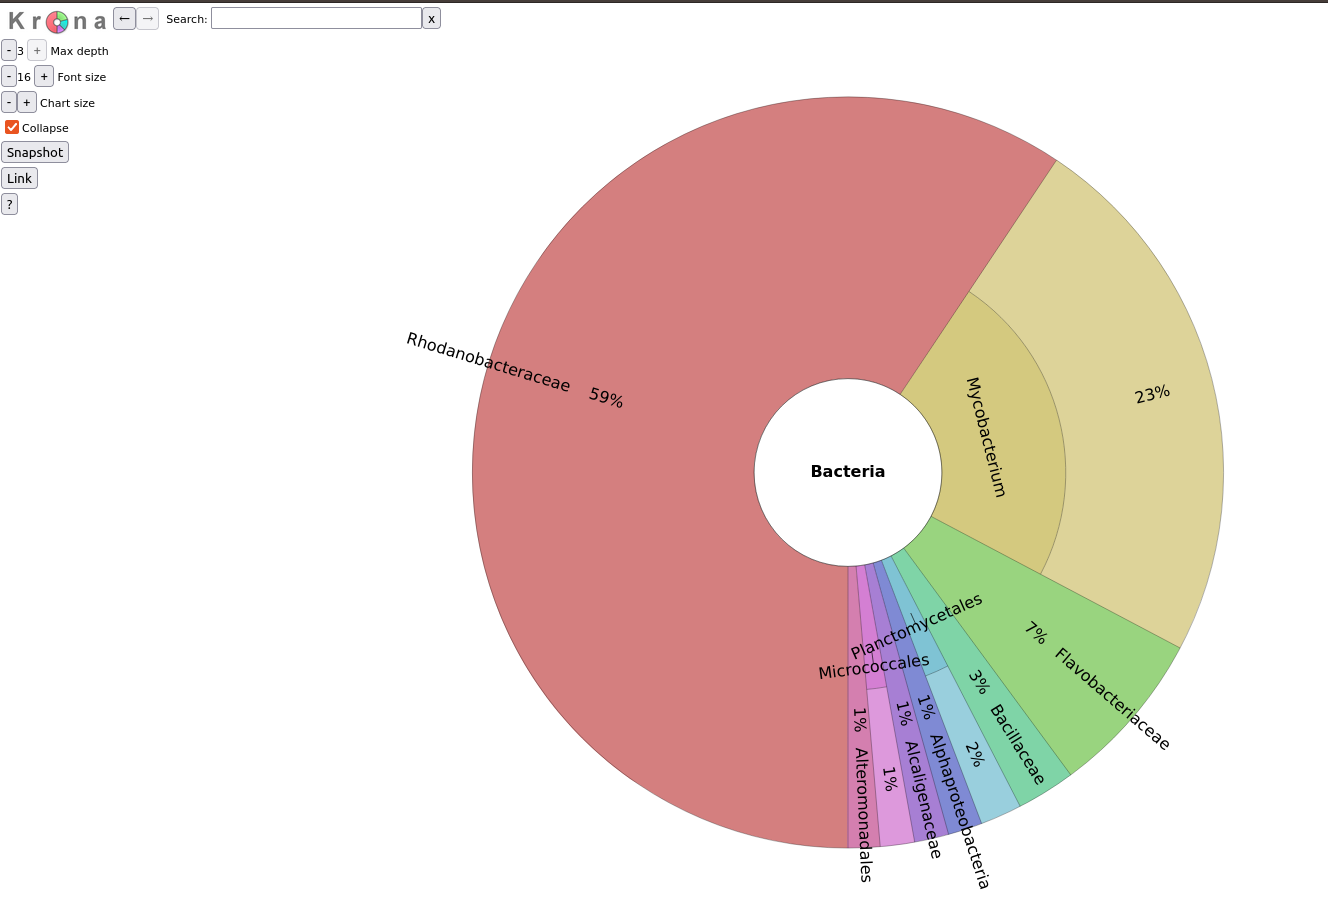 Krona ← → Search: x
- 3 + Max depth
- 16 + Font size
- + Chart size
Collapse
Snapshot
Link
?
Rhodanobacteraceae 59%
Mycobacterium
23%
Bacteria
7% Flavobacteriaceae
3% Bacillaceae
Planctomycetales
2%
1% Alphaproteobacteria
1% Alcaligenaceae
Micrococcales
1%
1% Alteromonadales